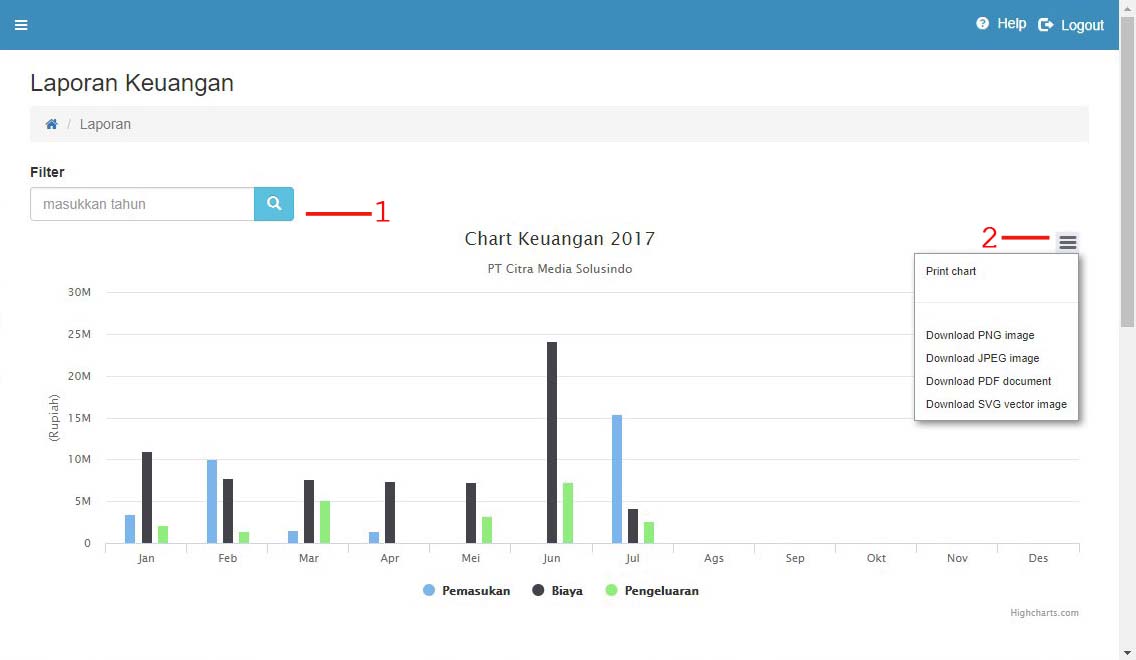 Help Logout
Laporan Keuangan
/ Laporan
Filter
masukkan tahun
1
Chart Keuangan 2017
2
PT Citra Media Solusindo
Print chart
Download PNG image
Download JPEG image
Download PDF document
Download SVG vector image
(Rupiah)
30M
25M
20M
15M
10M
5M
0
Jan Feb Mar Apr Mei Jun Jul Ags Sep Okt Nov Des
Pemasukan Biaya Pengeluaran
Highcharts.com